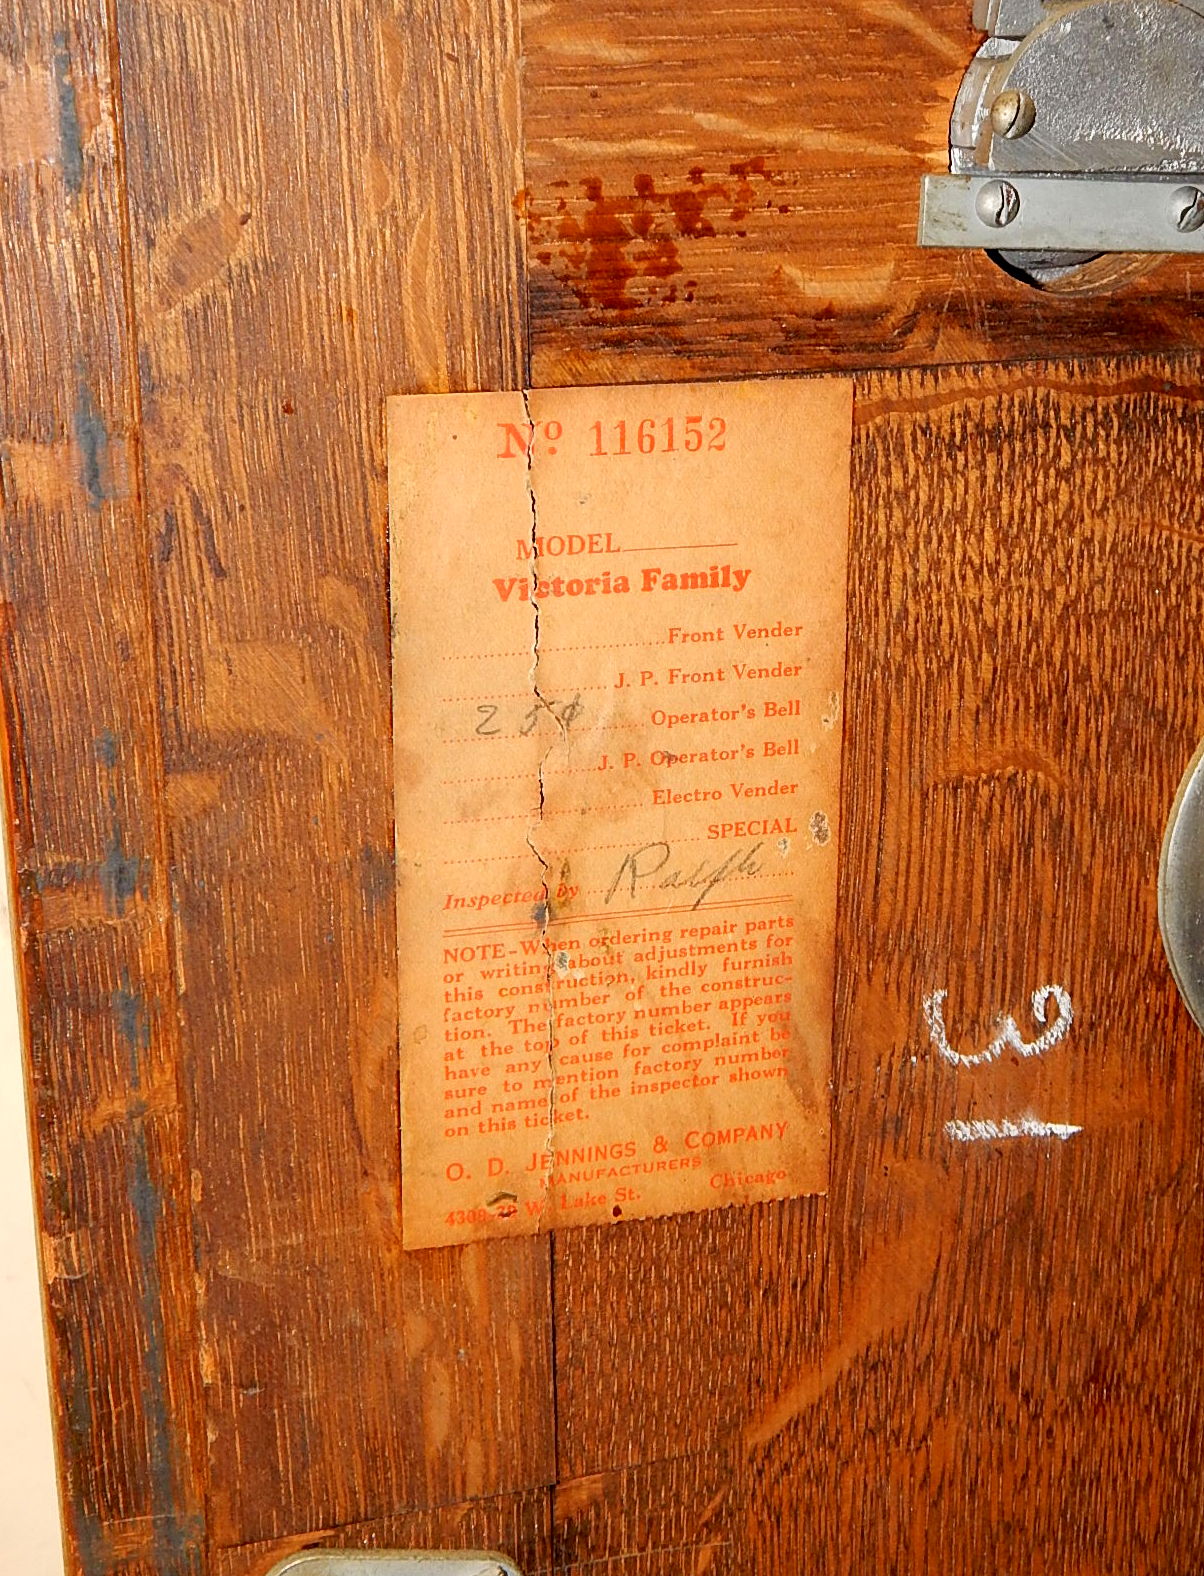 No 116152
MODEL
Victoria Family
Front Vender
J. P. Front Vender
25¢ Operator's Bell
J. P. Operator's Bell
Electro Vender
SPECIAL
Inspected by Ralph
NOTE-When ordering repair parts
or writing about adjustments for
this construction, kindly furnish
factory number of the construc-
tion. The factory number appears
at the top of this ticket. If you
have any cause for complaint be
sure to mention factory number
and name of the inspector shown
on this ticket.
O. D. JENNINGS & COMPANY
MANUFACTURERS
W. Lake St. Chicago
13